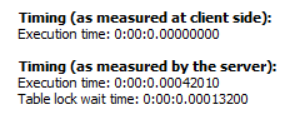 Timing (as measured at client side):
Execution time: 0:00:0.00000000
Timing (as measured by the server):
Execution time: 0:00:0.00042010
Table lock wait time: 0:00:0.00013200